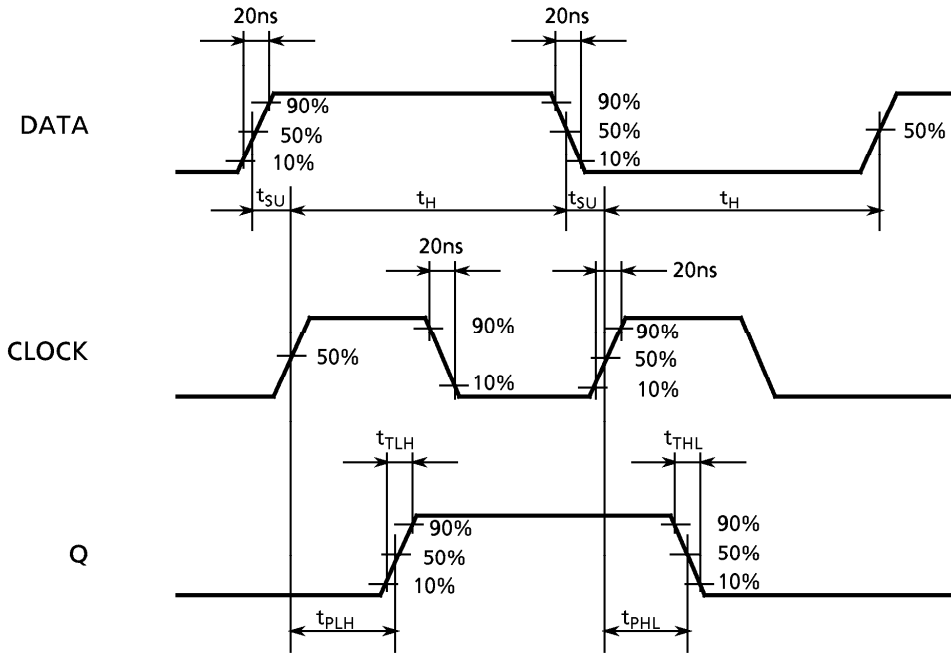 20ns 20ns
90% 90%
DATA 50% 50% 50%
10% 10%
tSU tH tSU tH
20ns 20ns
90% 90%
CLOCK 50% 50%
10% 10%
tTLH tTHL
90% 90%
Q 50% 50%
10% 10%
tPLH tPHL